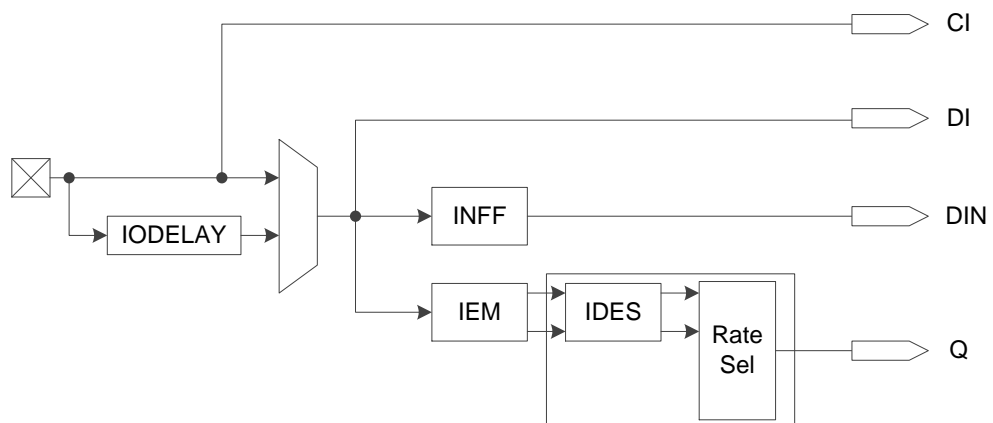 CI
DI
IODELAY
INFF
DIN
IEM
IDES
Rate
Sel
Q